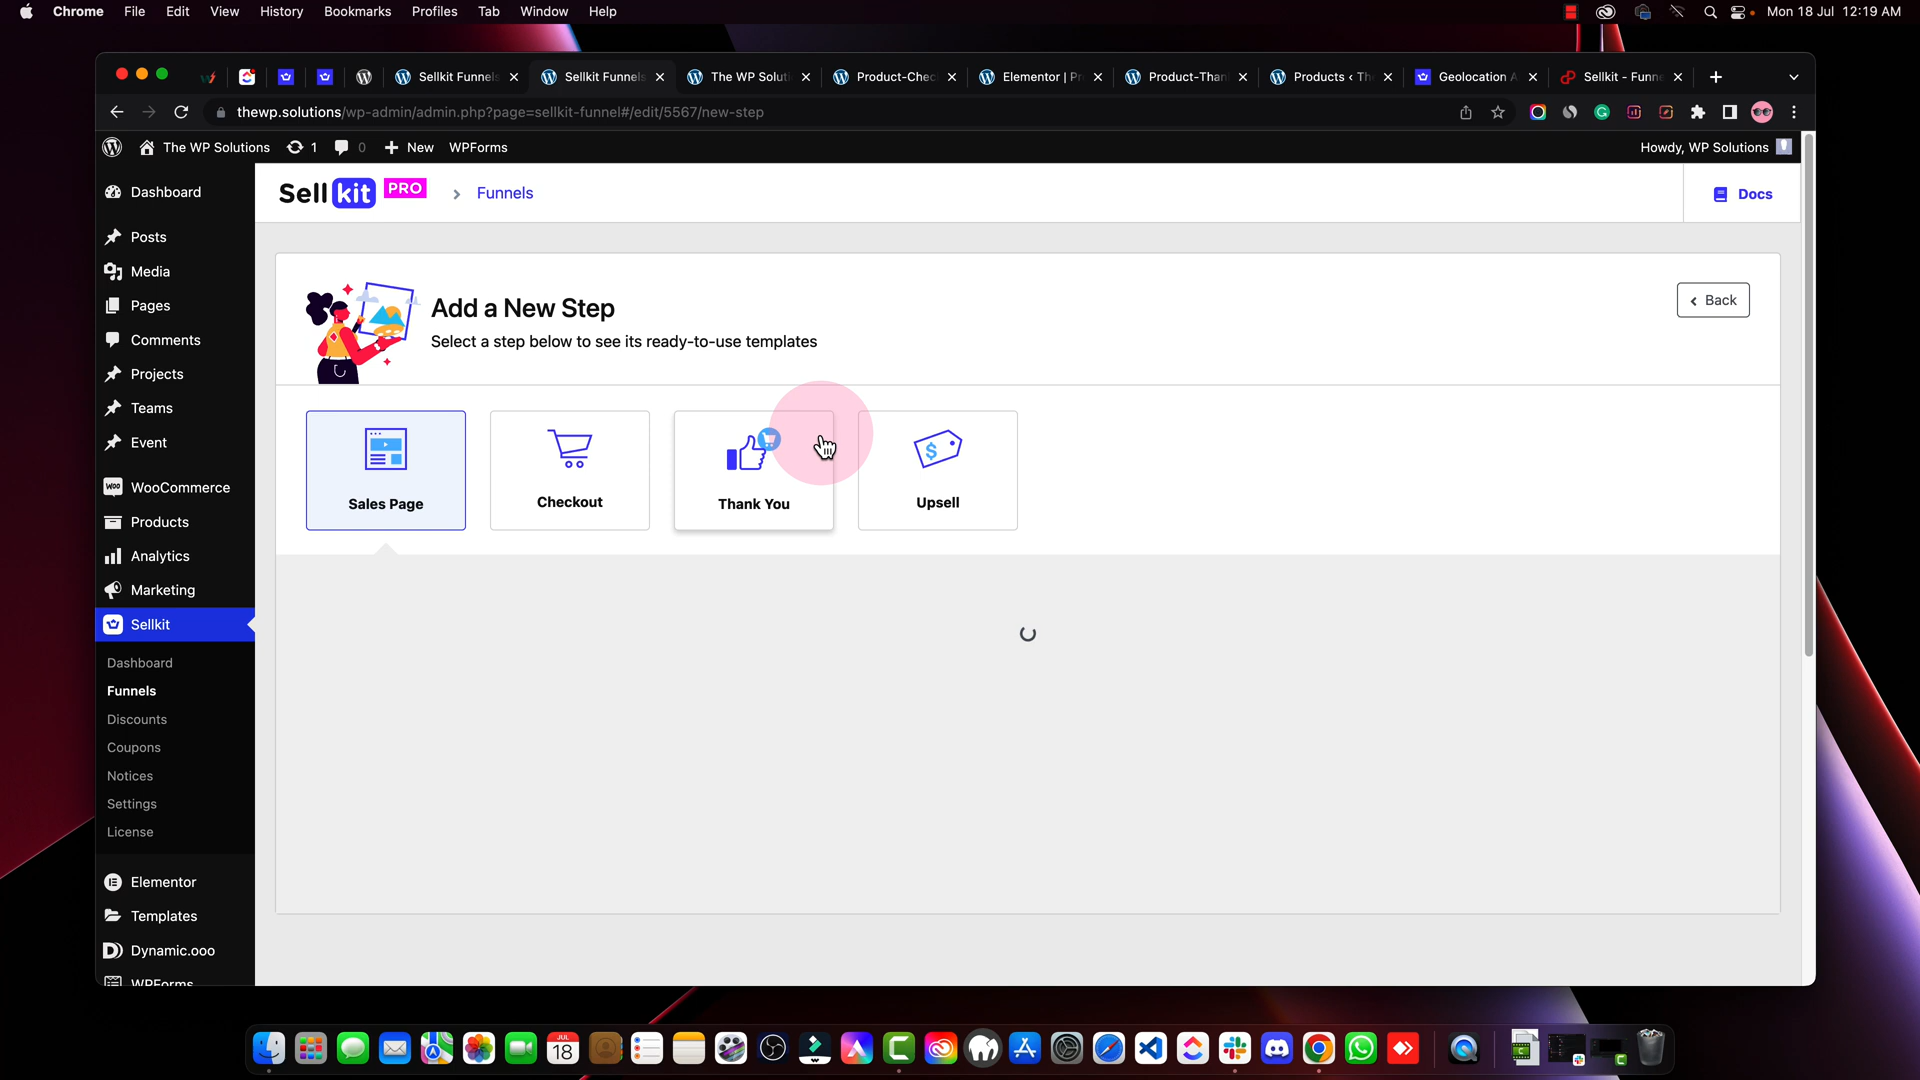 Chrome File Edit View History Bookmarks Profiles Tab Window Help Mon 18 Jul 12:19 AM
Sellkit Funnels Sellkit Funnels The WP Solut Product-Chec Elementor | P Product-Than Products ‹ Th Geolocation A Sellkit - Funn
thewp.solutions/wp-admin/admin.php?page=sellkit-funnel#/edit/5567/new-step
The WP Solutions 1 0 New WPForms Howdy, WP Solutions
Dashboard
Posts
Media
Pages
Comments
Projects
Teams
Event
WooCommerce
Products
Analytics
Marketing
Sellkit
Dashboard
Funnels
Discounts
Coupons
Notices
Settings
License
Elementor
Templates
Dynamic.ooo
WPForms
Sell kit PRO › Funnels
Docs
Add a New Step
Select a step below to see its ready-to-use templates
Back
Sales Page
Checkout
Thank You
Upsell
JUL
18